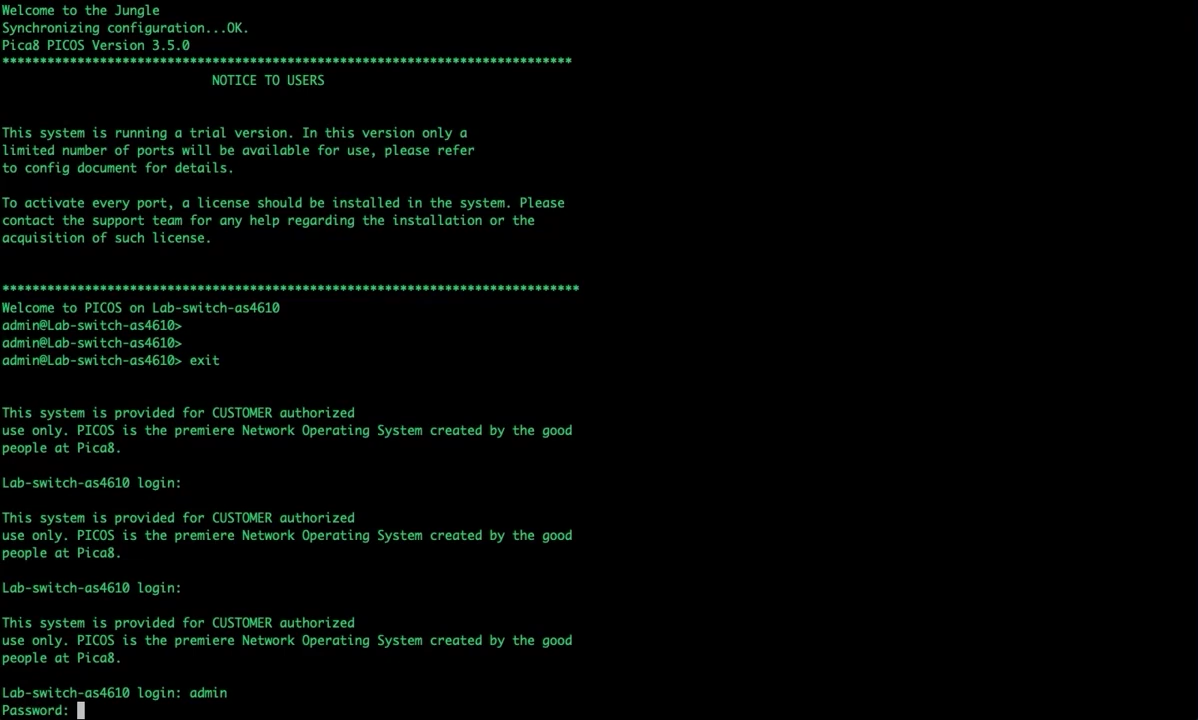 Welcome to the Jungle
Synchronizing configuration...OK.
Pica8 PICOS Version 3.5.0
****************************************************************************
NOTICE TO USERS
This system is running a trial version. In this version only a
limited number of ports will be available for use, please refer
to config document for details.
To activate every port, a license should be installed in the system. Please
contact the support team for any help regarding the installation or the
acquisition of such license.
*****************************************************************************
Welcome to PICOS on Lab-switch-as4610
admin@Lab-switch-as4610>
admin@Lab-switch-as4610>
admin@Lab-switch-as4610> exit
This system is provided for CUSTOMER authorized
use only. PICOS is the premiere Network Operating System created by the good
people at Pica8.
Lab-switch-as4610 login:
This system is provided for CUSTOMER authorized
use only. PICOS is the premiere Network Operating System created by the good
people at Pica8.
Lab-switch-as4610 login:
This system is provided for CUSTOMER authorized
use only. PICOS is the premiere Network Operating System created by the good
people at Pica8.
Lab-switch-as4610 login: admin
Password: